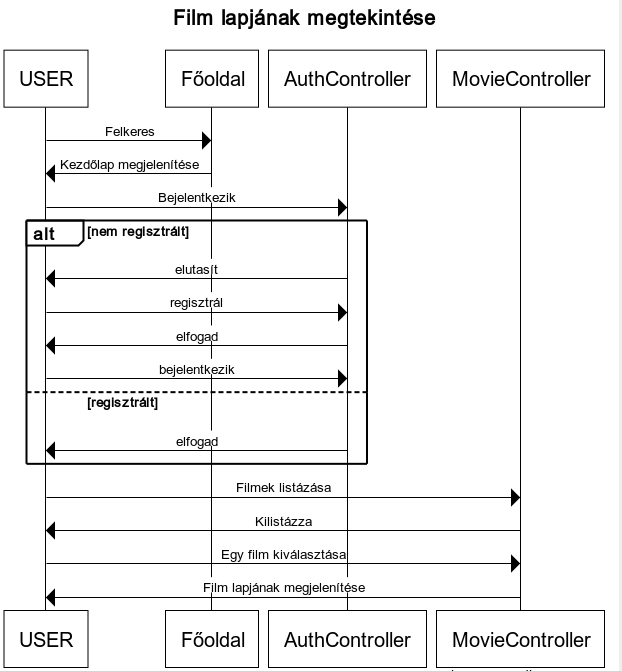 Film lapjának megtekintése
USER Főoldal AuthController MovieController
Felkeres
Kezdőlap megjelenítése
Bejelentkezik
alt [nem regisztrált]
elutasít
regisztrál
elfogad
bejelentkezik
[regisztrált]
elfogad
Filmek listázása
Kilistázza
Egy film kiválasztása
Film lapjának megjelenítése
USER Főoldal AuthController MovieController